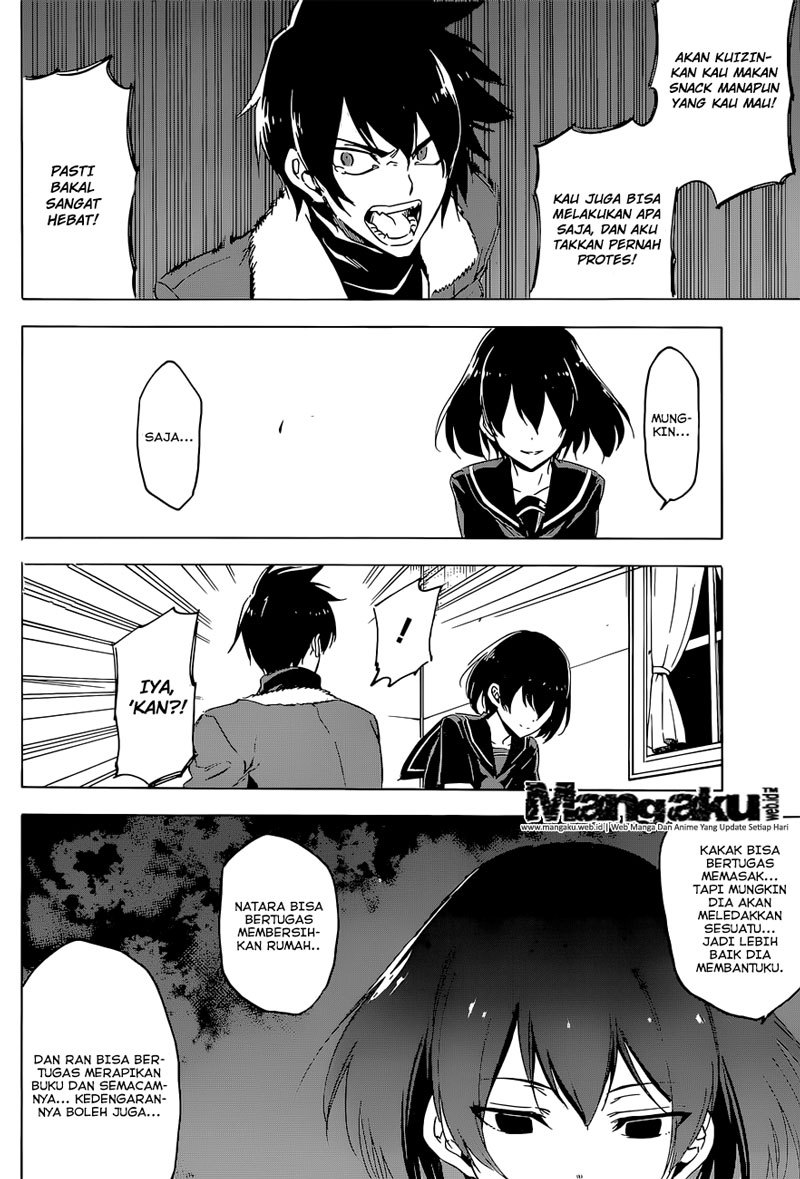 AKAN KUIZIN-
KAN KAU MAKAN
SNACK MANAPUN
YANG KAU MAU!
KAU JUGA BISA
MELAKUKAN APA
SAJA, DAN AKU
TAKKAN PERNAH
PROTES!
PASTI
BAKAL
SANGAT
HEBAT!
MUNG-
KIN...
SAJA...
!
IYA,
'KAN?!
Mangaku
web.id
www.mangaku.web.id | Web Manga Dan Anime Yang Update Setiap Hari
KAKAK BISA
BERTUGAS
MEMASAK...
TAPI MUNGKIN
DIA AKAN
MELEDAKKAN
SESUATU...
JADI LEBIH
BAIK DIA
MEMBANTUKU.
NATARA BISA
BERTUGAS
MEMBERSIH-
KAN RUMAH..
DAN RAN BISA BER-
TUGAS MERAPIKAN
BUKU DAN SEMACAM-
NYA... KEDENGARAN-
NYA BOLEH JUGA...